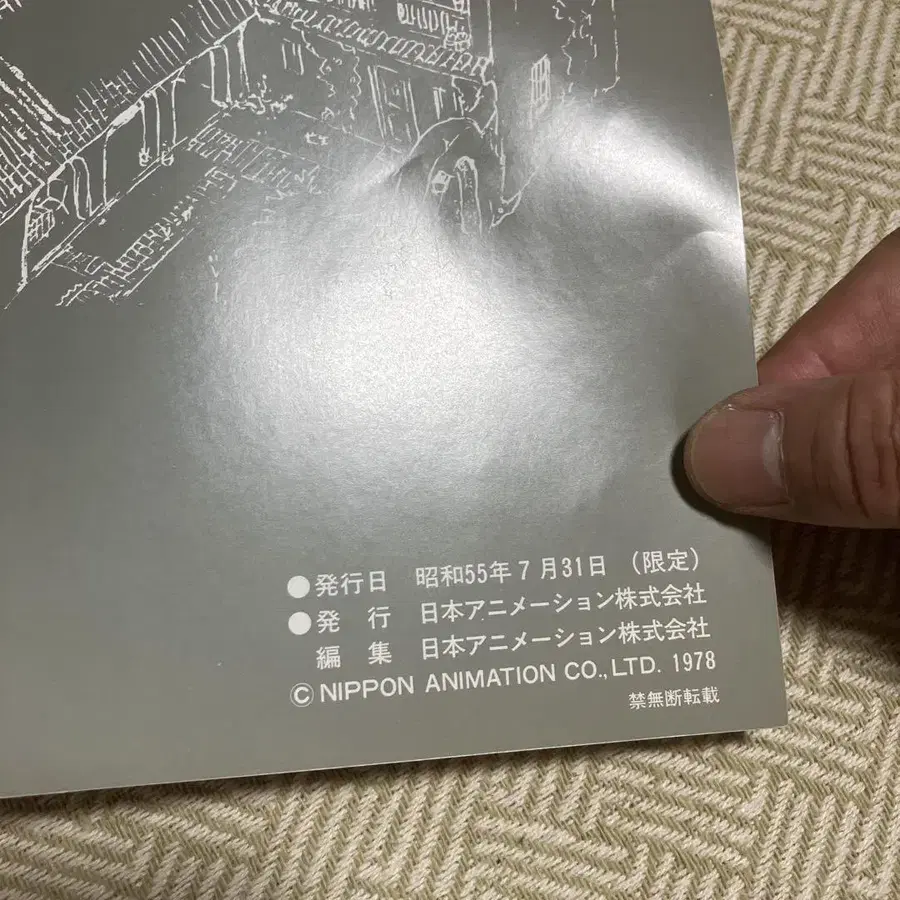 ●発行日 昭和55年7月31日 (限定)
●発 行 日本アニメーション株式会社
編 集 日本アニメーション株式会社
©NIPPON ANIMATION CO.,LTD. 1978
禁無断転載